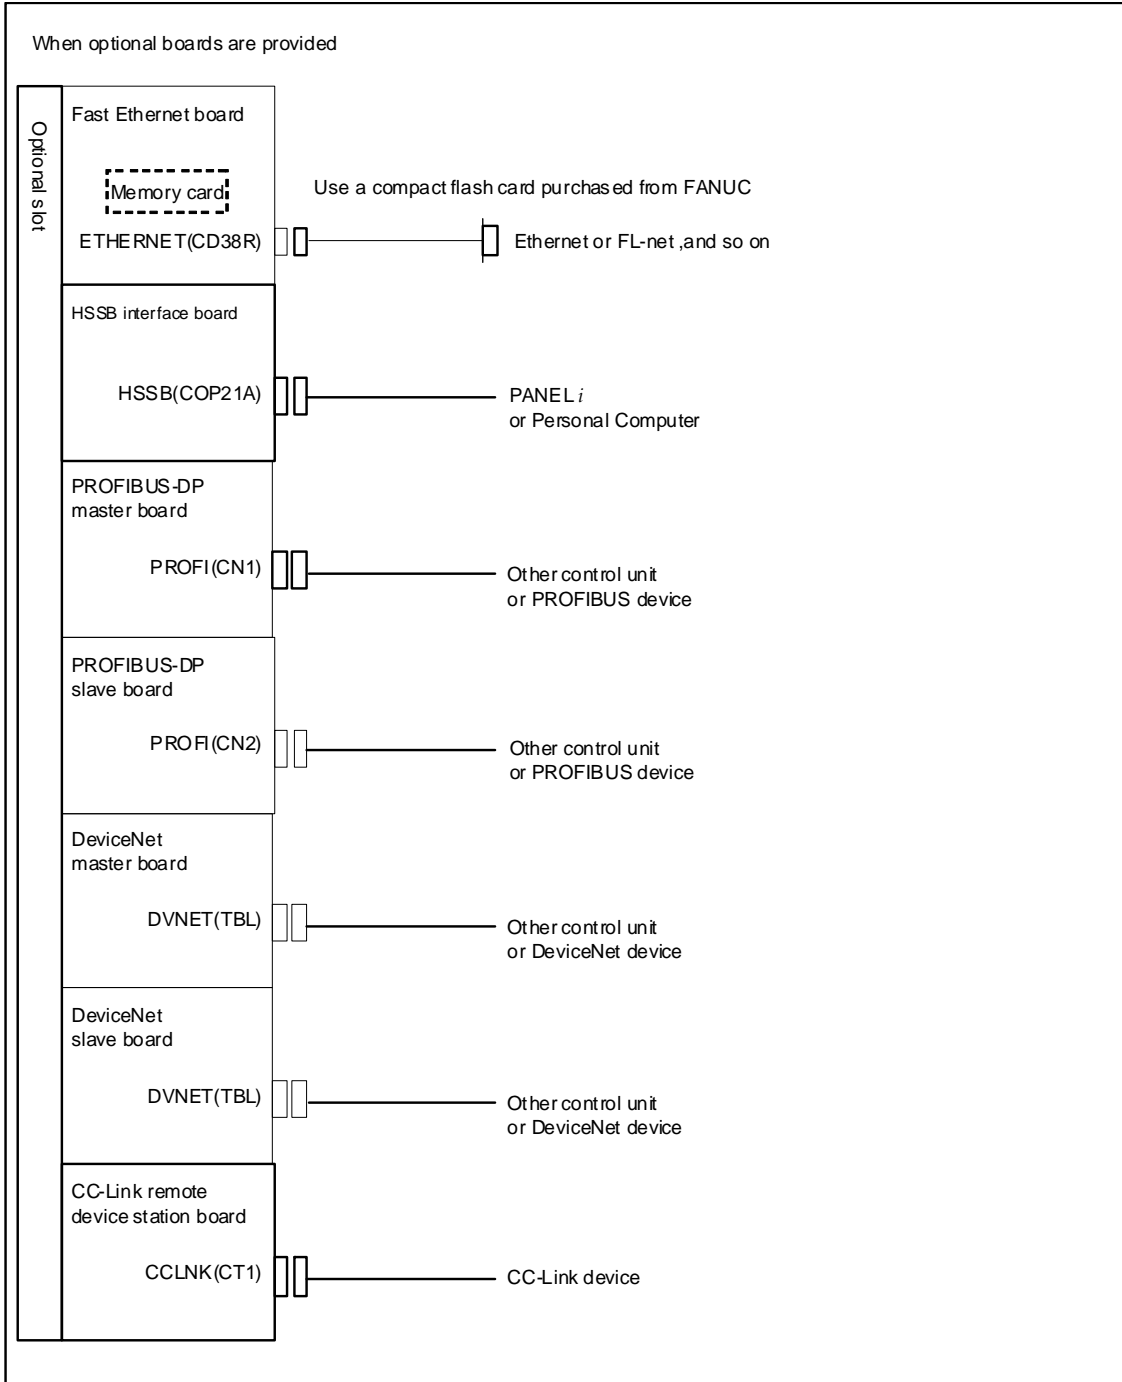 When optional boards are provided
Optional slot
Fast Ethernet board
Memory card
Use a compact flash card purchased from FANUC
ETHERNET(CD38R)
Ethernet or FL-net ,and so on
HSSB interface board
HSSB(COP21A)
PANEL i
or Personal Computer
PROFIBUS-DP
master board
PROFI(CN1)
Other control unit
or PROFIBUS device
PROFIBUS-DP
slave board
PROFI(CN2)
Other control unit
or PROFIBUS device
DeviceNet
master board
DVNET(TBL)
Other control unit
or DeviceNet device
DeviceNet
slave board
DVNET(TBL)
Other control unit
or DeviceNet device
CC-Link remote
device station board
CCLNK(CT1)
CC-Link device